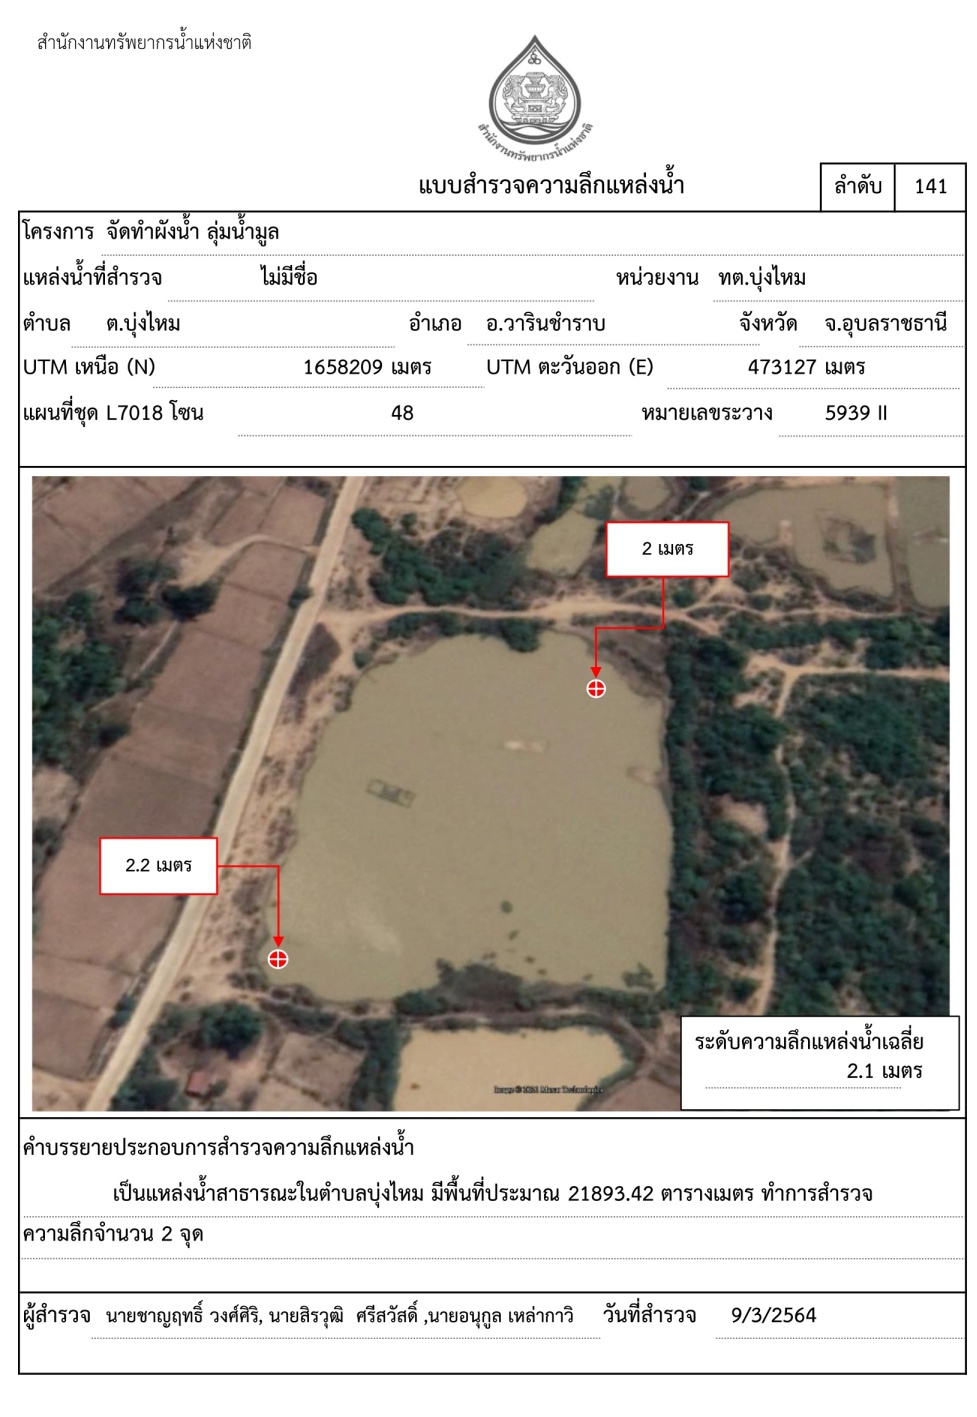 สำนักงานทรัพยากรน้ำแห่งชาติ
สำนักงานทรัพยากรน้ำแห่งชาติ
แบบสำรวจความลึกแหล่งน้ำ
ลำดับ 141
โครงการ จัดทำผังน้ำ ลุ่มน้ำมูล
แหล่งน้ำที่สำรวจ ไม่มีชื่อ หน่วยงาน ทต.บุ่งไหม
ตำบล ต.บุ่งไหม อำเภอ อ.วารินชำราบ จังหวัด จ.อุบลราชธานี
UTM เหนือ (N) 1658209 เมตร UTM ตะวันออก (E) 473127 เมตร
แผนที่ชุด L7018 โซน 48 หมายเลขระวาง 5939 II
2 เมตร
2.2 เมตร
ระดับความลึกแหล่งน้ำเฉลี่ย
2.1 เมตร
Image © 2021 Maxar Technologies
คำบรรยายประกอบการสำรวจความลึกแหล่งน้ำ
เป็นแหล่งน้ำสาธารณะในตำบลบุ่งไหม มีพื้นที่ประมาณ 21893.42 ตารางเมตร ทำการสำรวจ
ความลึกจำนวน 2 จุด
ผู้สำรวจ นายชาญฤทธิ์ วงศ์ศิริ, นายสิรวุฒิ ศรีสวัสดิ์ ,นายอนุกูล เหล่ากาวิ วันที่สำรวจ 9/3/2564